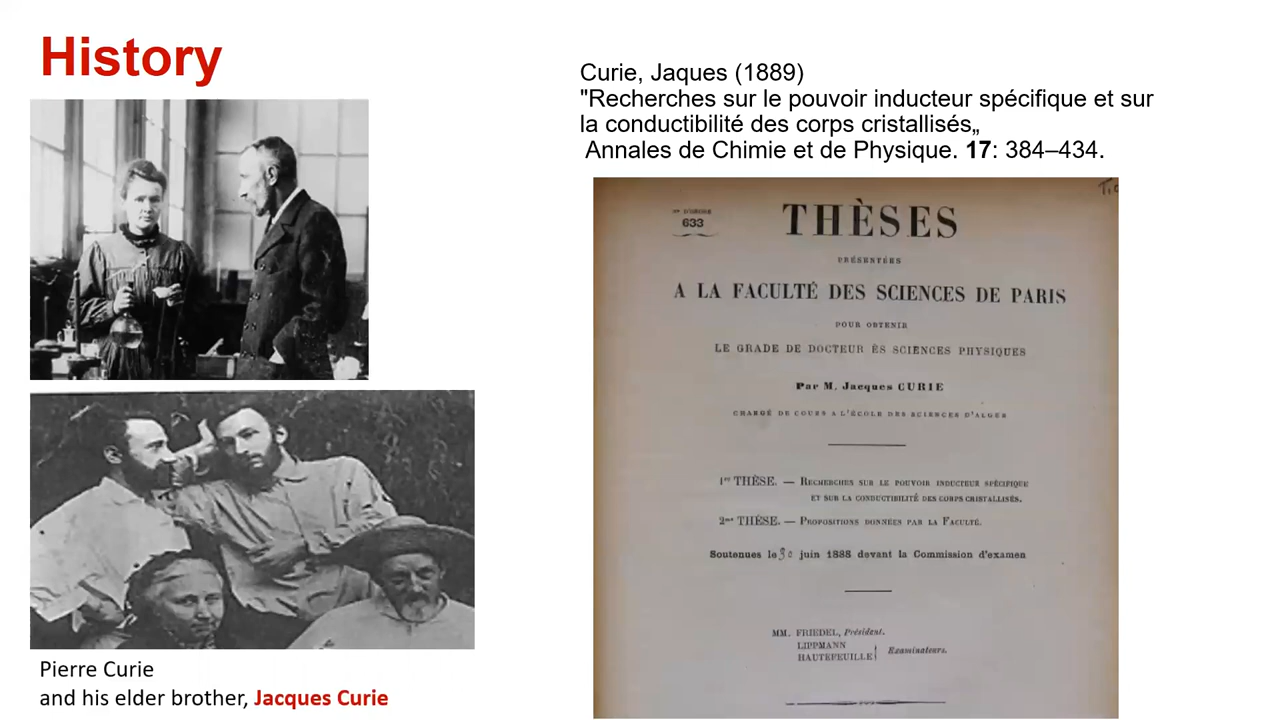 History
Curie, Jaques (1889)
"Recherches sur le pouvoir inducteur spécifique et sur
la conductibilité des corps cristallisés„
Annales de Chimie et de Physique. 17: 384–434.
N° D'ORDRE
633
THÈSES
PRÉSENTÉES
A LA FACULTÉ DES SCIENCES DE PARIS
POUR OBTENIR
LE GRADE DE DOCTEUR ÈS SCIENCES PHYSIQUES
Par M. Jacques CURIE
CHARGÉ DE COURS A L'ÉCOLE DES SCIENCES D'ALGER
1re THÈSE. — RECHERCHES SUR LE POUVOIR INDUCTEUR SPÉCIFIQUE
ET SUR LA CONDUCTIBILITÉ DES CORPS CRISTALLISÉS.
2me THÈSE. — PROPOSITIONS DONNÉES PAR LA FACULTÉ.
Soutenues le 30 juin 1888 devant la Commission d'examen
MM. FRIEDEL, Président.
LIPPMANN
HAUTEFEUILLE } Examinateurs.
Pierre Curie
and his elder brother, Jacques Curie